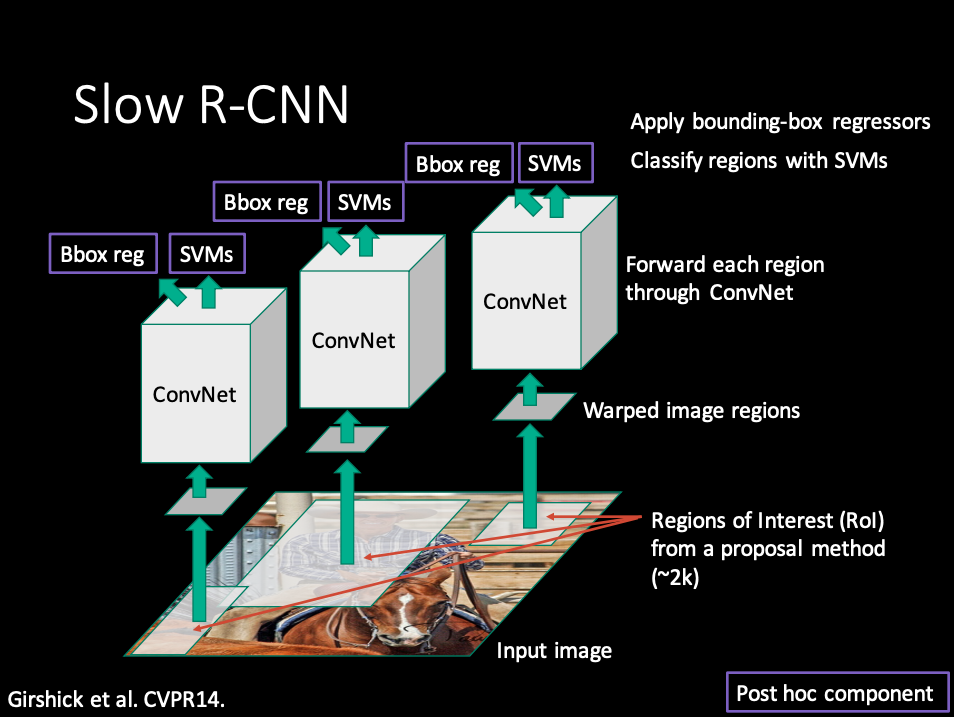 Slow R-CNN
Apply bounding-box regressors
Classify regions with SVMs
Bbox reg
SVMs
Bbox reg
SVMs
Bbox reg
SVMs
ConvNet
ConvNet
ConvNet
Forward each region
through ConvNet
Warped image regions
Regions of Interest (RoI)
from a proposal method
(~2k)
Input image
Girshick et al. CVPR14.
Post hoc component